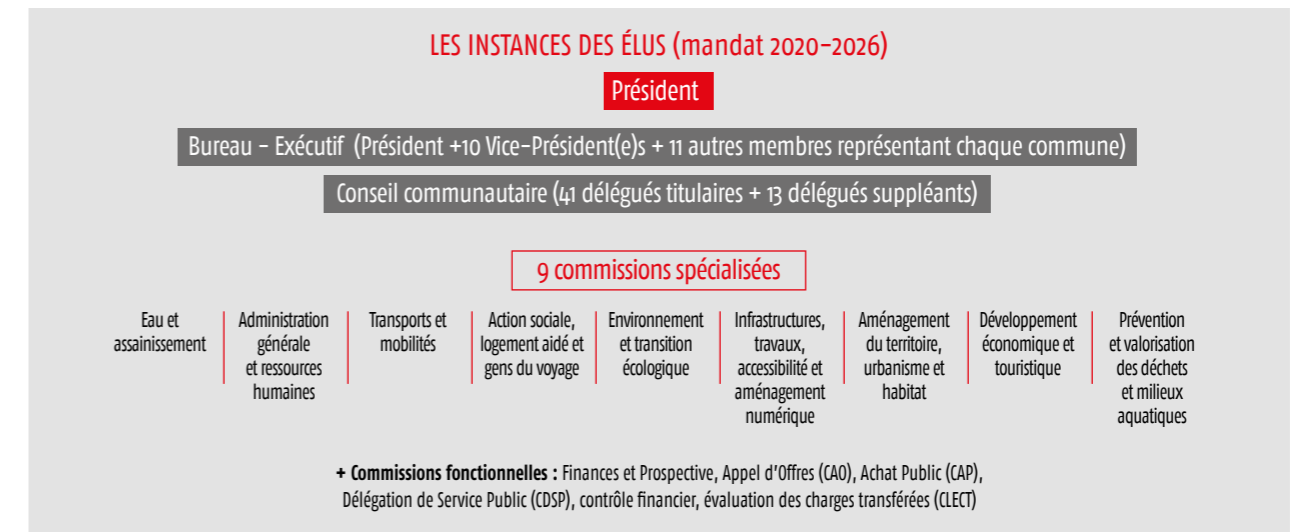 LES INSTANCES DES ÉLUS (mandat 2020-2026)
Président
Bureau - Exécutif (Président +10 Vice-Président(e)s + 11 autres membres représentant chaque commune)
Conseil communautaire (41 délégués titulaires + 13 délégués suppléants)
9 commissions spécialisées
Eau et
assainissement
Administration
générale
et ressources
humaines
Transports et
mobilités
Action sociale,
logement aidé et
gens du voyage
Environnement
et transition
écologique
Infrastructures,
travaux,
accessibilité et
aménagement
numérique
Aménagement
du territoire,
urbanisme et
habitat
Développement
économique et
touristique
Prévention
et valorisation
des déchets
et milieux
aquatiques
+ Commissions fonctionnelles : Finances et Prospective, Appel d'Offres (CAO), Achat Public (CAP),
Délégation de Service Public (CDSP), contrôle financier, évaluation des charges transférées (CLECT)